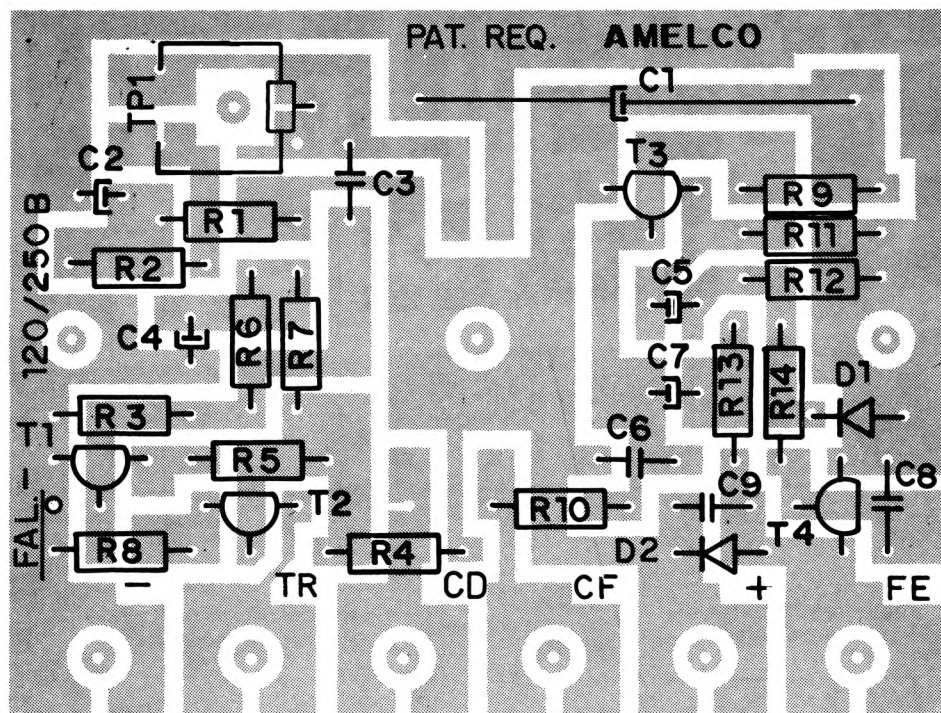 PAT. REQ. AMELCO
TP1
C1
C2
C3
T3
R1
R9
R11
R2
R12
C5
120/250 B
C4
R6
R7
C7
R13
R14
D1
R3
T1
C6
R5
C8
FAL. - 0
T2
R10
C9
T4
R8
R4
D2
-
TR
CD
CF
+
FE